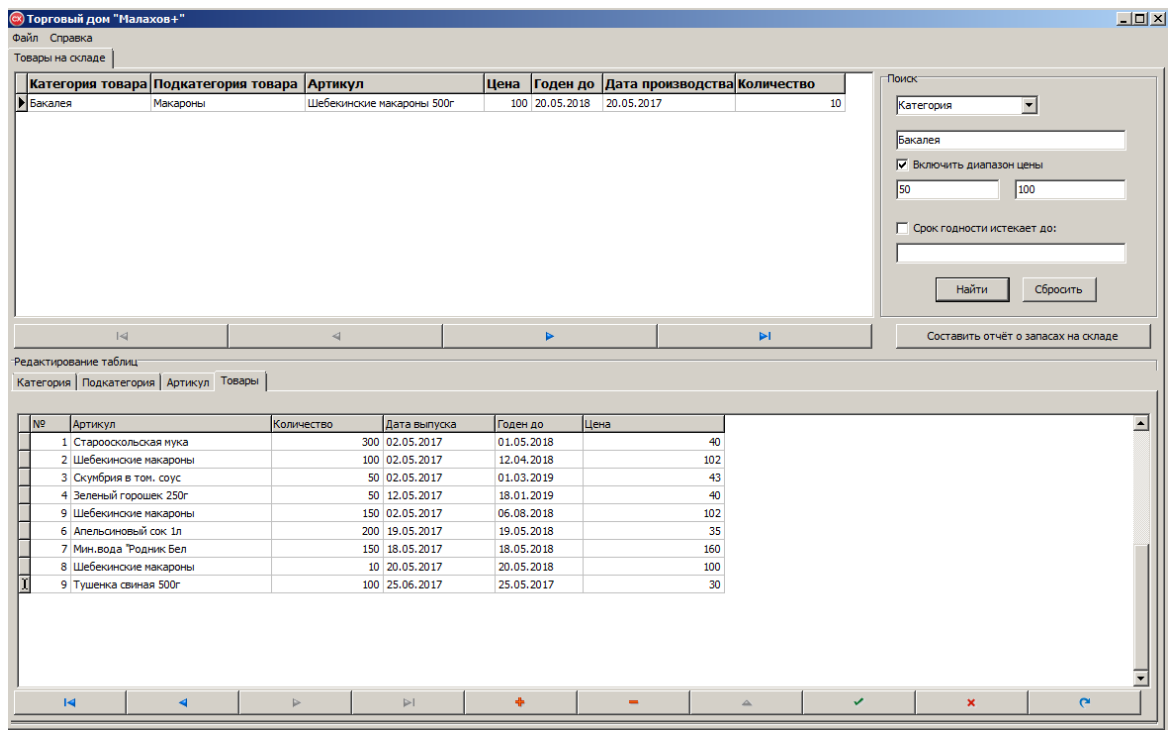 Торговый дом "Малахов+"
Файл Справка
Товары на складе
Категория товара Подкатегория товара Артикул Цена Годен до Дата производства Количество
Бакалея Макароны Шебекинские макароны 500г 100 20.05.2018 20.05.2017 10
Поиск
Категория
Бакалея
Включить диапазон цены
50 100
Срок годности истекает до:
Найти Сбросить
Составить отчёт о запасах на складе
Редактирование таблиц
Категория Подкатегория Артикул Товары
№ Артикул Количество Дата выпуска Годен до Цена
1 Старооскольская мука 300 02.05.2017 01.05.2018 40
2 Шебекинские макароны 100 02.05.2017 12.04.2018 102
3 Скумбрия в том. соус 50 02.05.2017 01.03.2019 43
4 Зеленый горошек 250г 50 12.05.2017 18.01.2019 40
9 Шебекинские макароны 150 02.05.2017 06.08.2018 102
6 Апельсиновый сок 1л 200 19.05.2017 19.05.2018 35
7 Мин.вода "Родник Бел 150 18.05.2017 18.05.2018 160
8 Шебекинские макароны 10 20.05.2017 20.05.2018 100
9 Тушенка свиная 500г 100 25.06.2017 25.05.2017 30